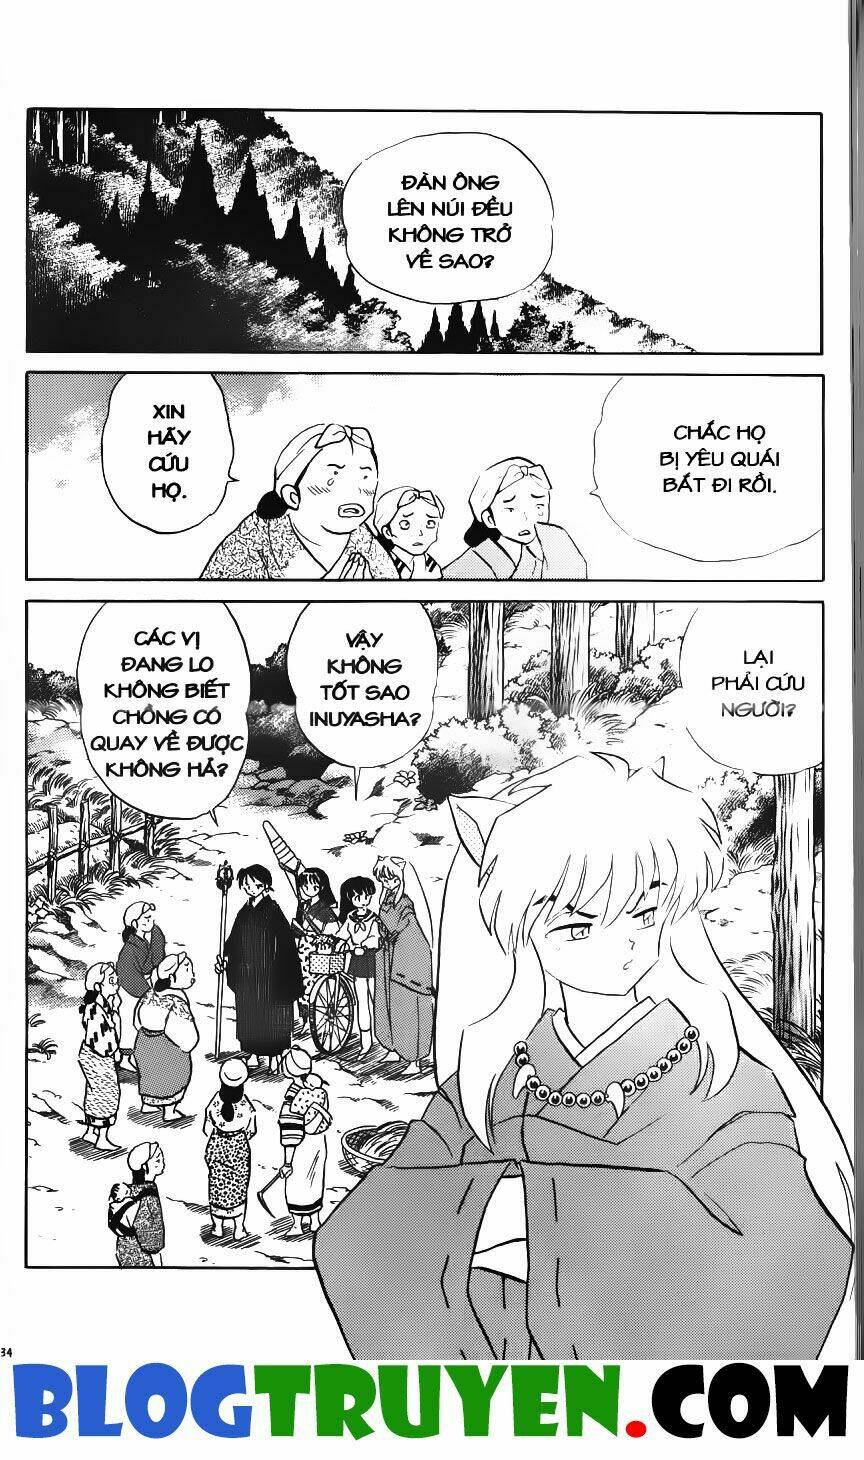 ĐÀN ÔNG
LÊN NÚI ĐỀU
KHÔNG TRỞ
VỀ SAO?
CHẮC HỌ
BỊ YÊU QUÁI
BẮT ĐI RỒI.
XIN
HÃY
CỨU
HỌ.
LẠI
PHẢI CỨU
NGƯỜI?
VẬY
KHÔNG
TỐT SAO
INUYASHA?
CÁC VỊ
ĐANG LO
KHÔNG BIẾT
CHỒNG CÓ
QUAY VỀ ĐƯỢC
KHÔNG HẢ?
34
BLOGTRUYEN.COM